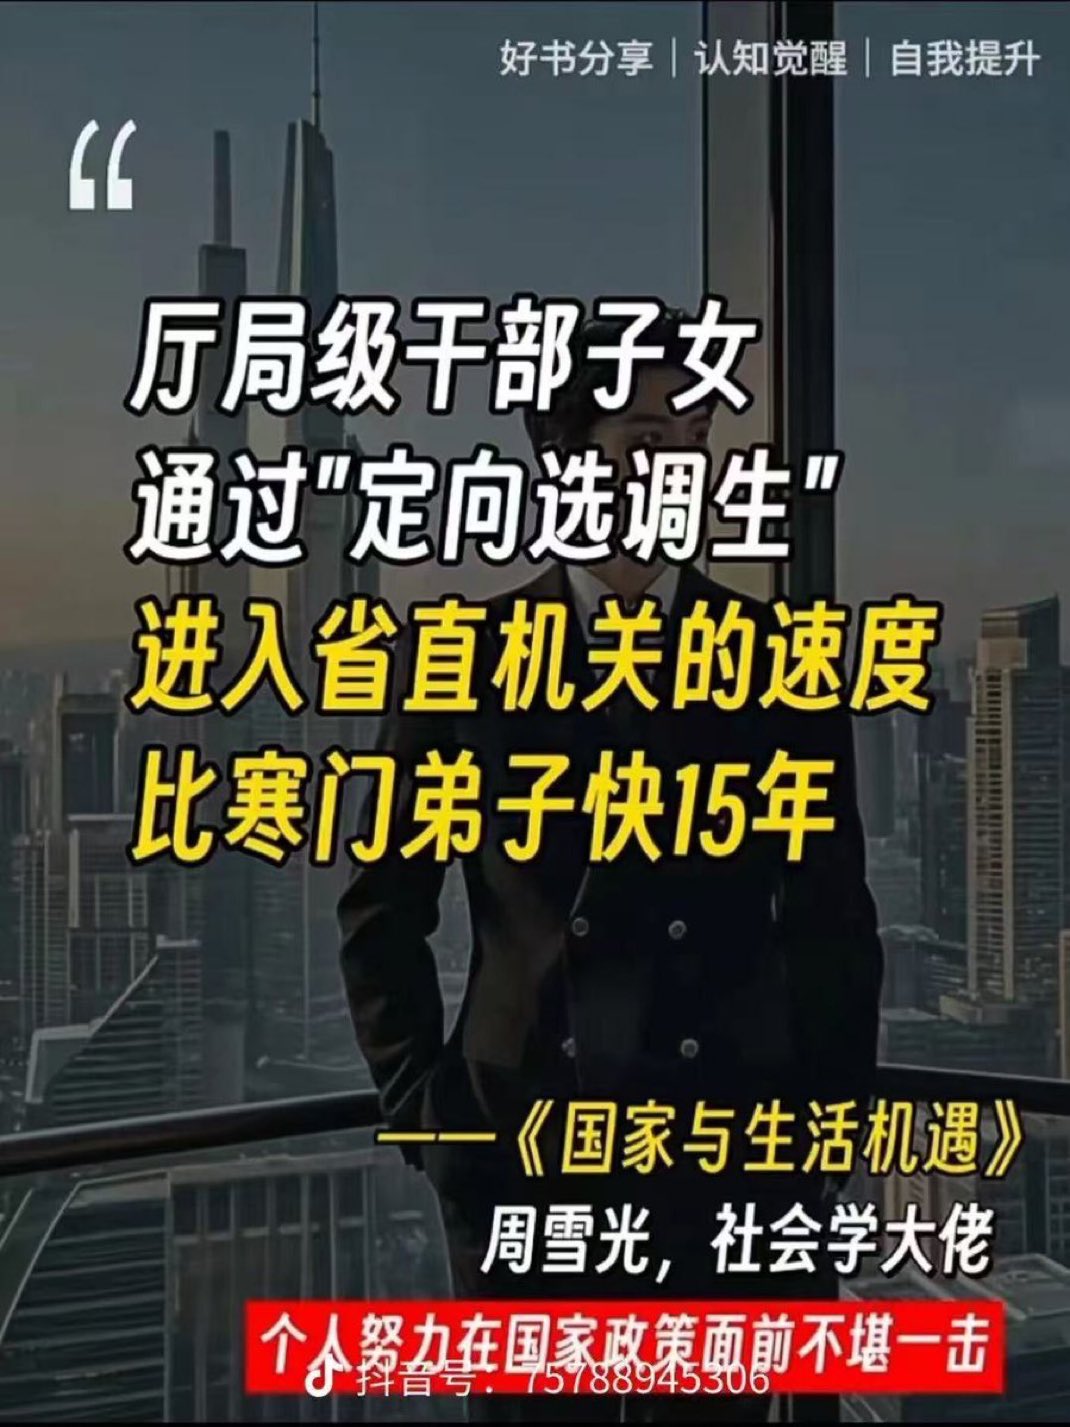 好书分享｜认知觉醒｜自我提升
“
厅局级干部子女
通过"定向选调生"
进入省直机关的速度
比寒门弟子快15年
——《国家与生活机遇》
周雪光，社会学大佬
个人努力在国家政策面前不堪一击
抖音号：75788945306